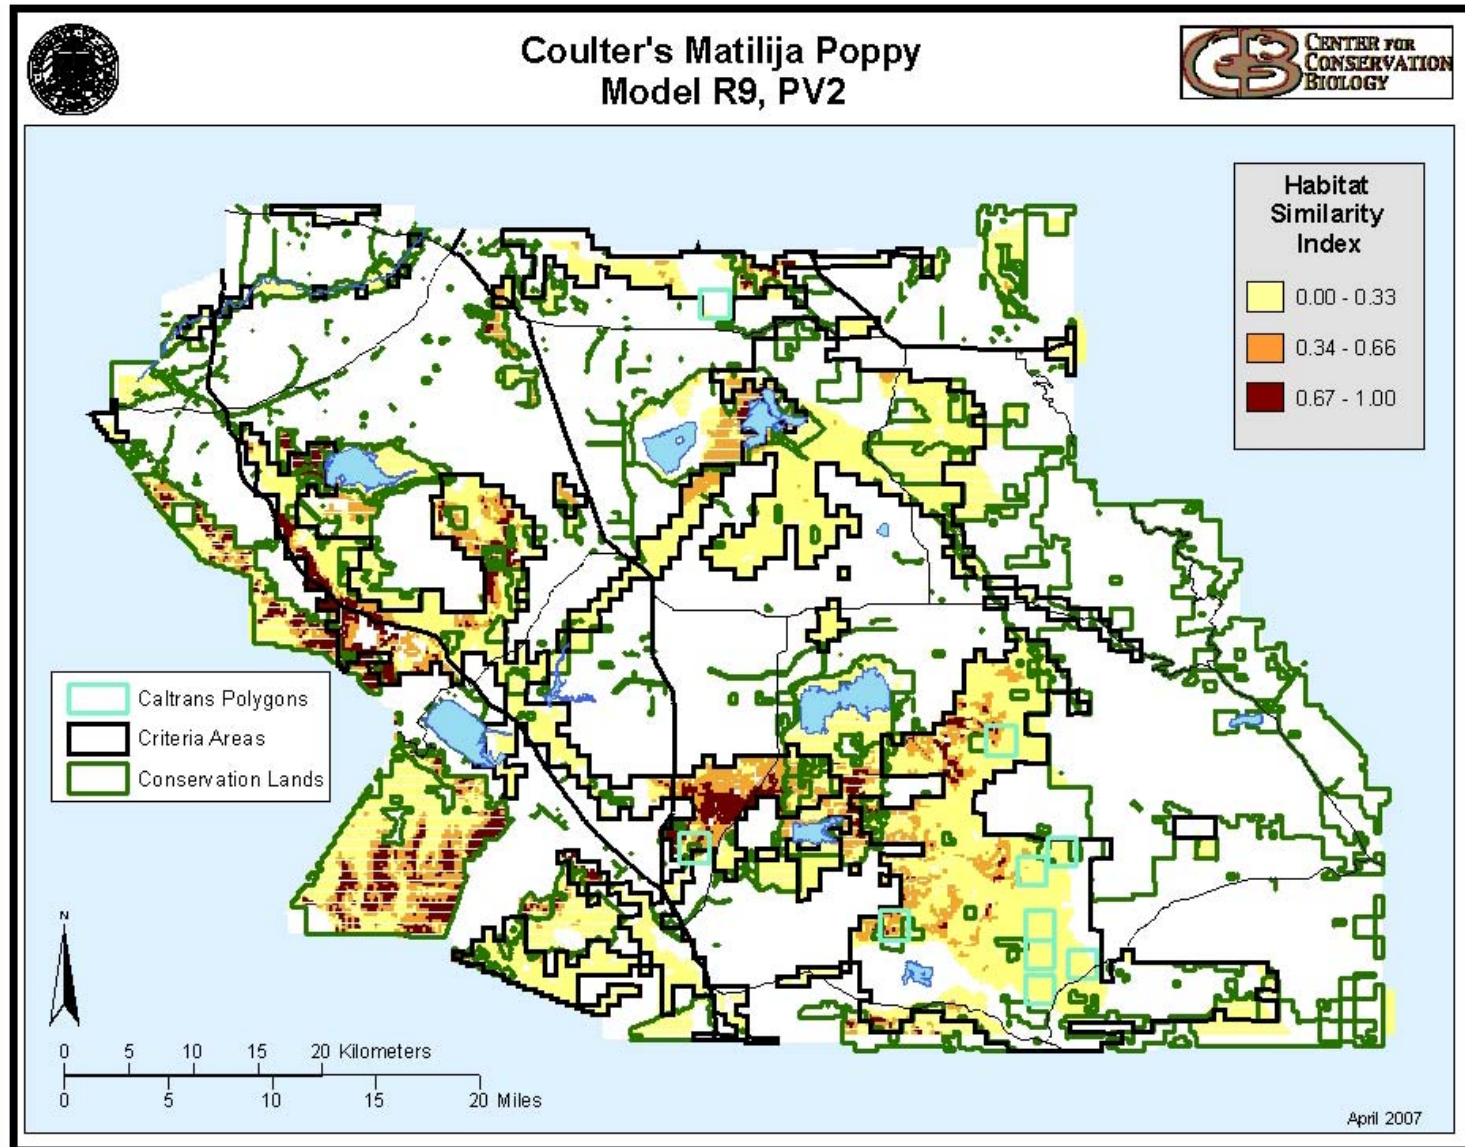 Coulter's Matilija Poppy
Model R9, PV2
CENTER FOR
CONSERVATION
BIOLOGY
Habitat
Similarity
Index
0.00 - 0.33
0.34 - 0.66
0.67 - 1.00
Caltrans Polygons
Criteria Areas
Conservation Lands
N
0 5 10 15 20 Kilometers
0 5 10 15 20 Miles
April 2007